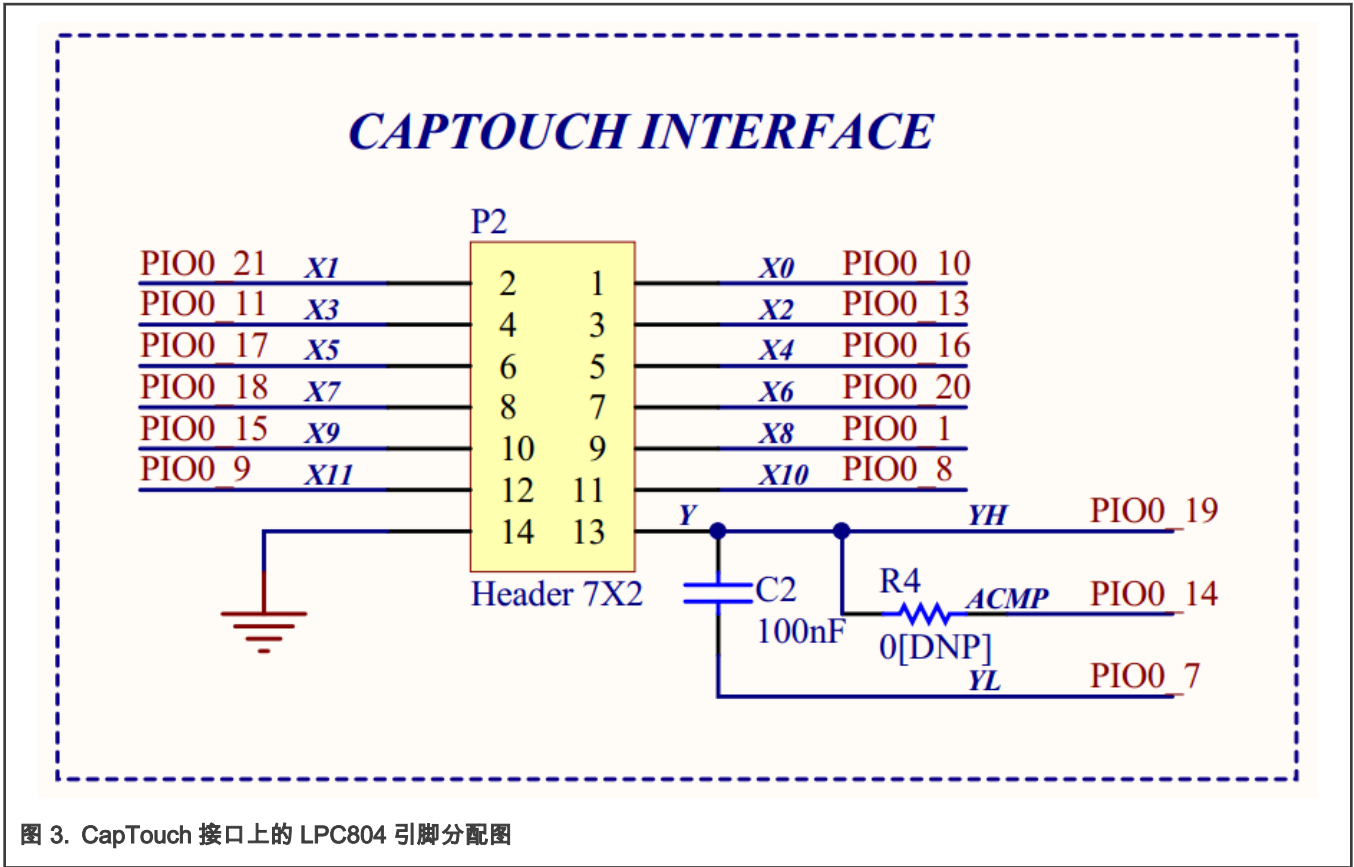 CAPTOUCH INTERFACE
P2
PIO0_21 X1 2 1 X0 PIO0_10
PIO0_11 X3 4 3 X2 PIO0_13
PIO0_17 X5 6 5 X4 PIO0_16
PIO0_18 X7 8 7 X6 PIO0_20
PIO0_15 X9 10 9 X8 PIO0_1
PIO0_9 X11 12 11 X10 PIO0_8
14 13 Y YH PIO0_19
Header 7X2 C2 R4 ACMP PIO0_14
100nF 0[DNP]
YL PIO0_7
图 3. CapTouch 接口上的 LPC804 引脚分配图